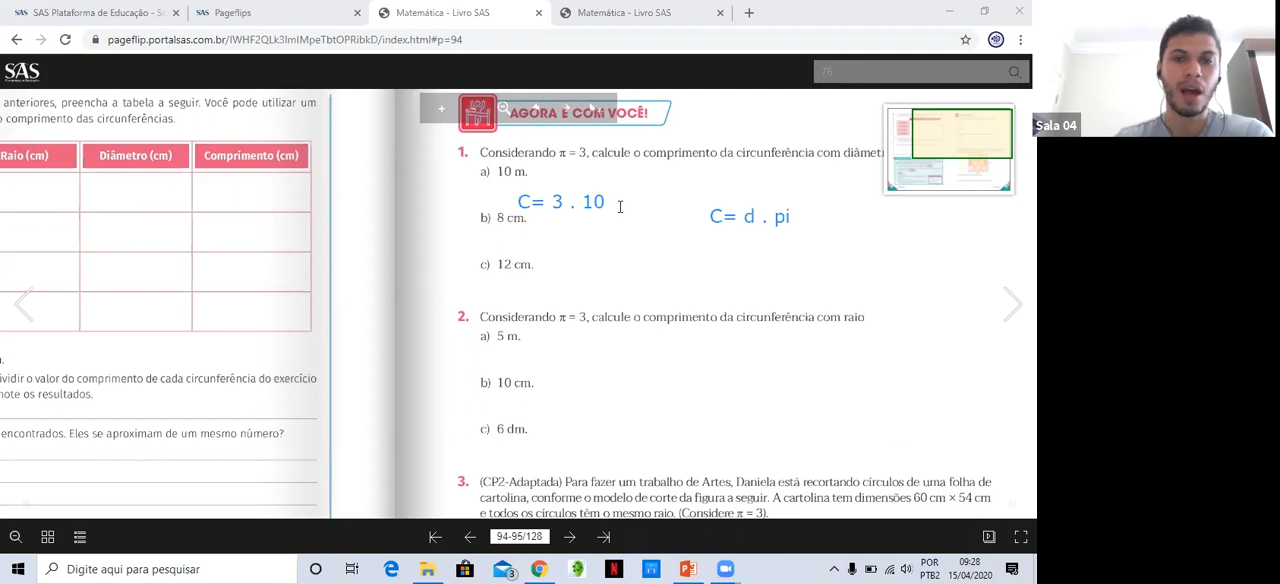 SAS Plataforma de Educação - S
Pageflips
Matemática - Livro SAS
Matemática - Livro SAS
pageflip.portalsas.com.br/IWHF2QLk3ImIMpeTbtOPRibkD/index.html#p=94
SAS
76
anteriores, preencha a tabela a seguir. Você pode utilizar um
o comprimento das circunferências.
Raio (cm) Diâmetro (cm) Comprimento (cm)
ividir o valor do comprimento de cada circunferência do exercício
note os resultados.
encontrados. Eles se aproximam de um mesmo número?
AGORA É COM VOCÊ!
1. Considerando π = 3, calcule o comprimento da circunferência com diâmet
a) 10 m.
C= 3 . 10
b) 8 cm.
C= d . pi
c) 12 cm.
2. Considerando π = 3, calcule o comprimento da circunferência com raio
a) 5 m.
b) 10 cm.
c) 6 dm.
3. (CP2-Adaptada) Para fazer um trabalho de Artes, Daniela está recortando círculos de uma folha de
cartolina, conforme o modelo de corte da figura a seguir. A cartolina tem dimensões 60 cm × 54 cm
e todos os círculos têm o mesmo raio. (Considere π = 3).
Sala 04
94-95/128
Digite aqui para pesquisar
3
POR
PTB2
09:28
15/04/2020